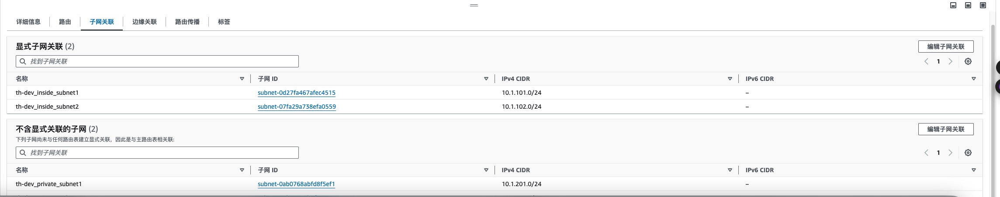 详细信息 路由 子网关联 边缘关联 路由传播 标签
显式子网关联 (2) 编辑子网关联
找到子网关联 1
名称 子网 ID IPv4 CIDR IPv6 CIDR
th-dev_inside_subnet1 subnet-0d27fa467afec4515 10.1.101.0/24 –
th-dev_inside_subnet2 subnet-07fa29a738efa0559 10.1.102.0/24 –
不含显式关联的子网 (2) 编辑子网关联
下列子网尚未与任何路由表建立显式关联，因此是与主路由表相关联:
找到子网关联 1
名称 子网 ID IPv4 CIDR IPv6 CIDR
th-dev_private_subnet1 subnet-0ab0768abfd8f5ef1 10.1.201.0/24 –